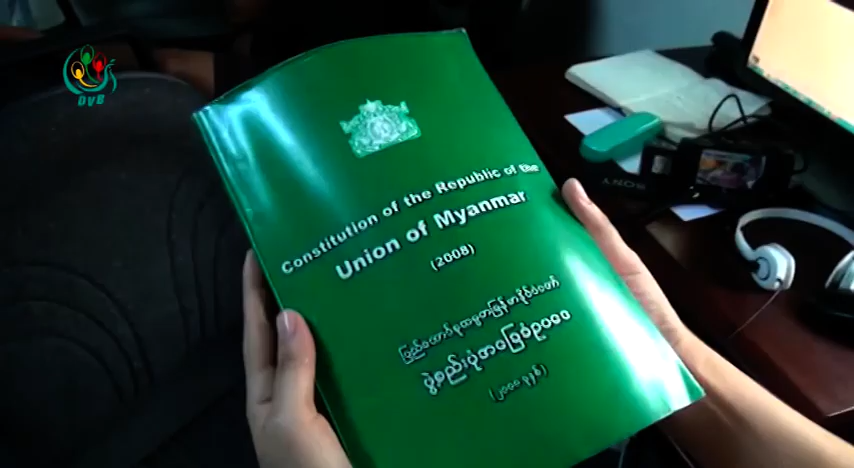 DVB
Constitution of the Republic of the
Union of Myanmar
(2008)
ပြည်ထောင်စုသမ္မတမြန်မာနိုင်ငံတော်
ဖွဲ့စည်းပုံအခြေခံဥပဒေ
(၂၀၀၈ ခုနှစ်)
SONY